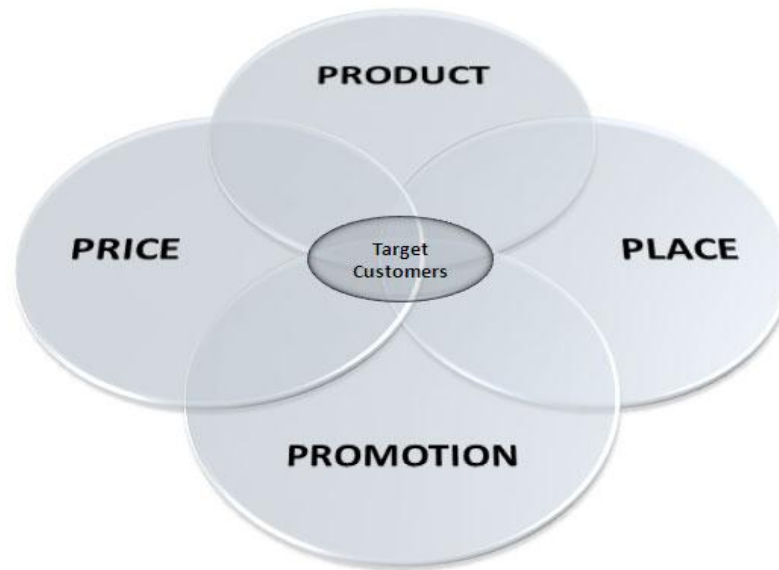 PRODUCT
PRICE
Target
Customers
PLACE
PROMOTION